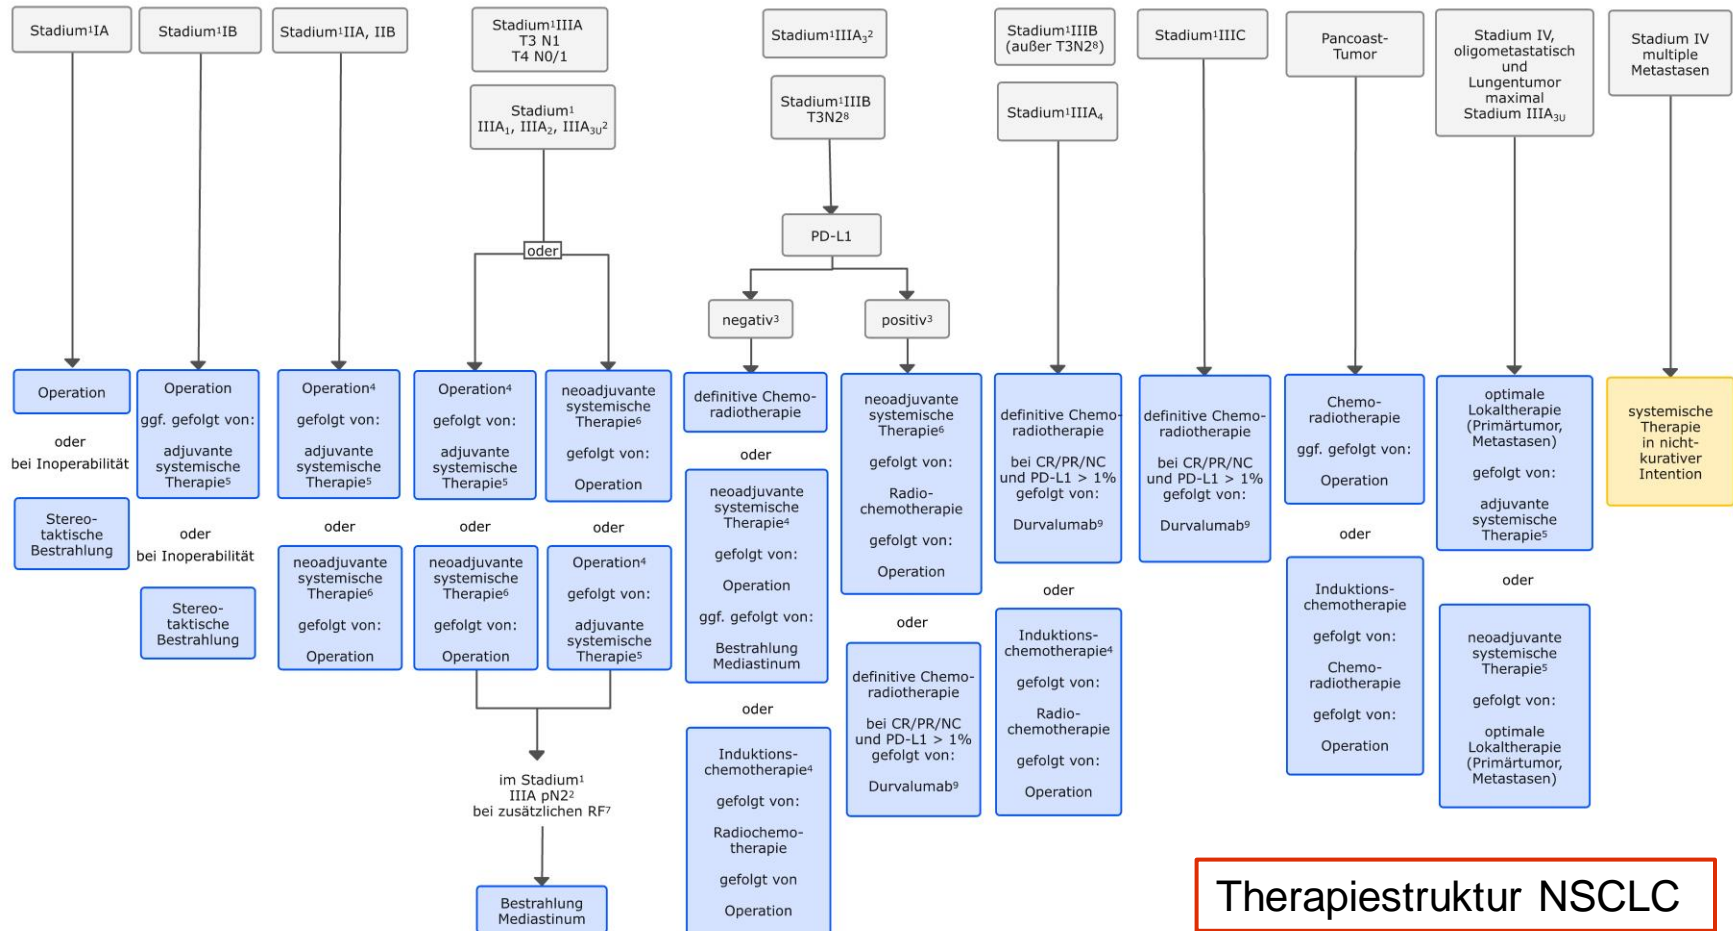 Stadium¹IA
Stadium¹IB
Stadium¹IIA, IIB
Stadium¹IIIA
T3 N1
T4 N0/1
Stadium¹
IIIA₁, IIIA₂, IIIA₃ᵤ²
Stadium¹IIIA₃²
Stadium¹IIIB
T3N2⁸
Stadium¹IIIB
(außer T3N2⁸)
Stadium¹IIIA₄
Stadium¹IIIC
Pancoast-
Tumor
Stadium IV,
oligometastatisch
und
Lungentumor
maximal
Stadium IIIA₃ᵤ
Stadium IV
multiple
Metastasen
oder
PD-L1
negativ³
positiv³
Operation
oder
bei Inoperabilität
Stereo-
taktische
Bestrahlung
Operation
ggf. gefolgt von:
adjuvante
systemische
Therapie⁵
oder
bei Inoperabilität
Stereo-
taktische
Bestrahlung
Operation⁴
gefolgt von:
adjuvante
systemische
Therapie⁵
oder
neoadjuvante
systemische
Therapie⁶
gefolgt von:
Operation
Operation⁴
gefolgt von:
adjuvante
systemische
Therapie⁵
oder
neoadjuvante
systemische
Therapie⁶
gefolgt von:
Operation
neoadjuvante
systemische
Therapie⁶
gefolgt von:
Operation
oder
Operation⁴
gefolgt von:
adjuvante
systemische
Therapie⁵
im Stadium¹
IIIA pN2²
bei zusätzlichen RF⁷
Bestrahlung
Mediastinum
definitive Chemo-
radiotherapie
oder
neoadjuvante
systemische
Therapie⁴
gefolgt von:
Operation
ggf. gefolgt von:
Bestrahlung
Mediastinum
oder
Induktions-
chemotherapie⁴
gefolgt von:
Radiochemo-
therapie
gefolgt von
Operation
neoadjuvante
systemische
Therapie⁶
gefolgt von:
Radio-
chemotherapie
gefolgt von:
Operation
oder
definitive Chemo-
radiotherapie
bei CR/PR/NC
und PD-L1 > 1%
gefolgt von:
Durvalumab⁹
definitive Chemo-
radiotherapie
bei CR/PR/NC
und PD-L1 > 1%
gefolgt von:
Durvalumab⁹
oder
Induktions-
chemotherapie⁴
gefolgt von:
Radio-
chemotherapie
gefolgt von:
Operation
definitive Chemo-
radiotherapie
bei CR/PR/NC
und PD-L1 > 1%
gefolgt von:
Durvalumab⁹
Chemo-
radiotherapie
ggf. gefolgt von:
Operation
oder
Induktions-
chemotherapie
gefolgt von:
Chemo-
radiotherapie
gefolgt von:
Operation
optimale
Lokaltherapie
(Primärtumor,
Metastasen)
gefolgt von:
adjuvante
systemische
Therapie⁵
oder
neoadjuvante
systemische
Therapie⁵
gefolgt von:
optimale
Lokaltherapie
(Primärtumor,
Metastasen)
systemische
Therapie
in nicht-
kurativer
Intention
Therapiestruktur NSCLC